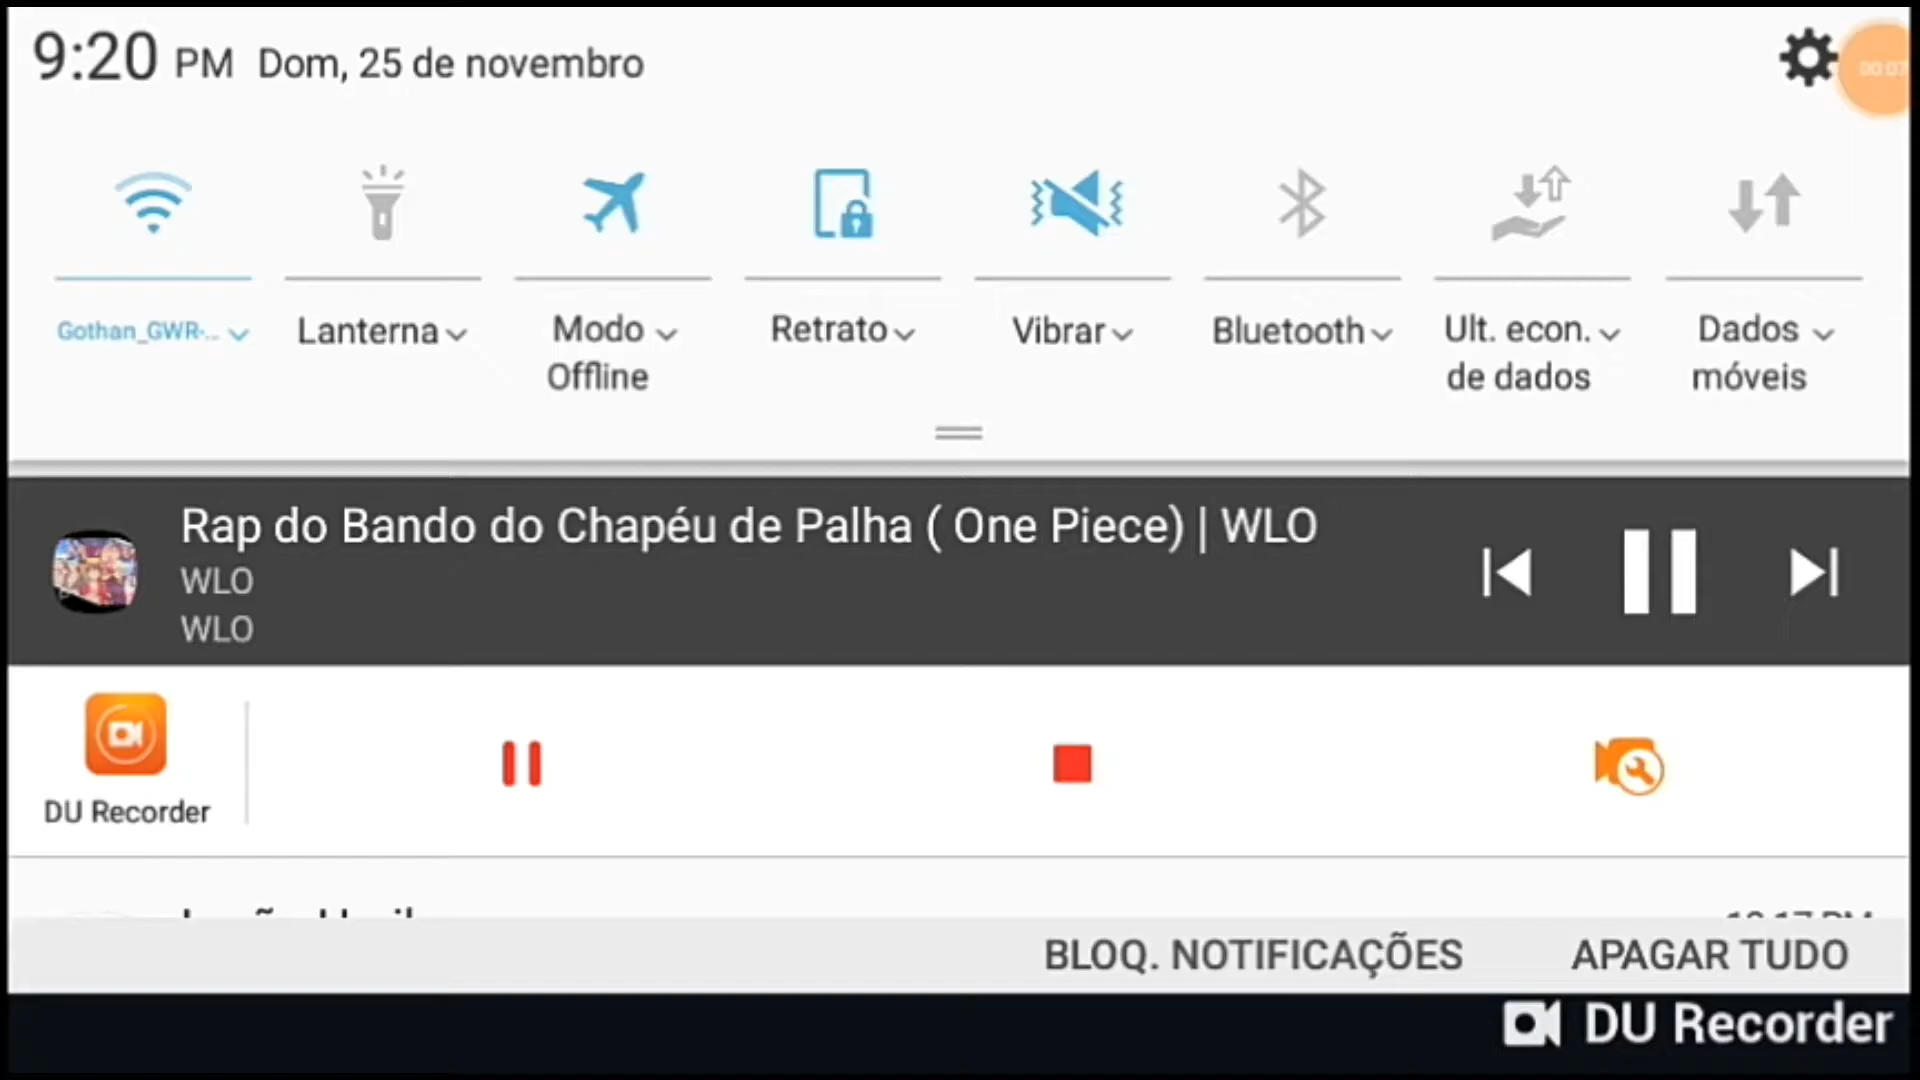 9:20 PM Dom, 25 de novembro
Gothan_GWR-...
Lanterna
Modo
Offline
Retrato
Vibrar
Bluetooth
Ult. econ.
de dados
Dados
móveis
Rap do Bando do Chapéu de Palha ( One Piece) | WLO
WLO
WLO
DU Recorder
BLOQ. NOTIFICAÇÕES
APAGAR TUDO
DU Recorder